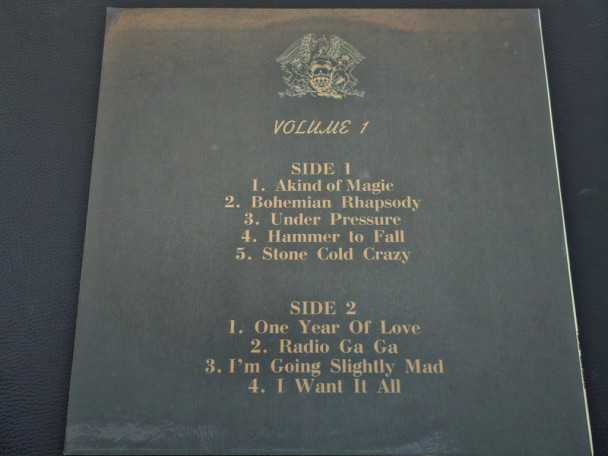 VOLUME 1
SIDE 1
1. Akind of Magic
2. Bohemian Rhapsody
3. Under Pressure
4. Hammer to Fall
5. Stone Cold Crazy
SIDE 2
1. One Year Of Love
2. Radio Ga Ga
3. I'm Going Slightly Mad
4. I Want It All